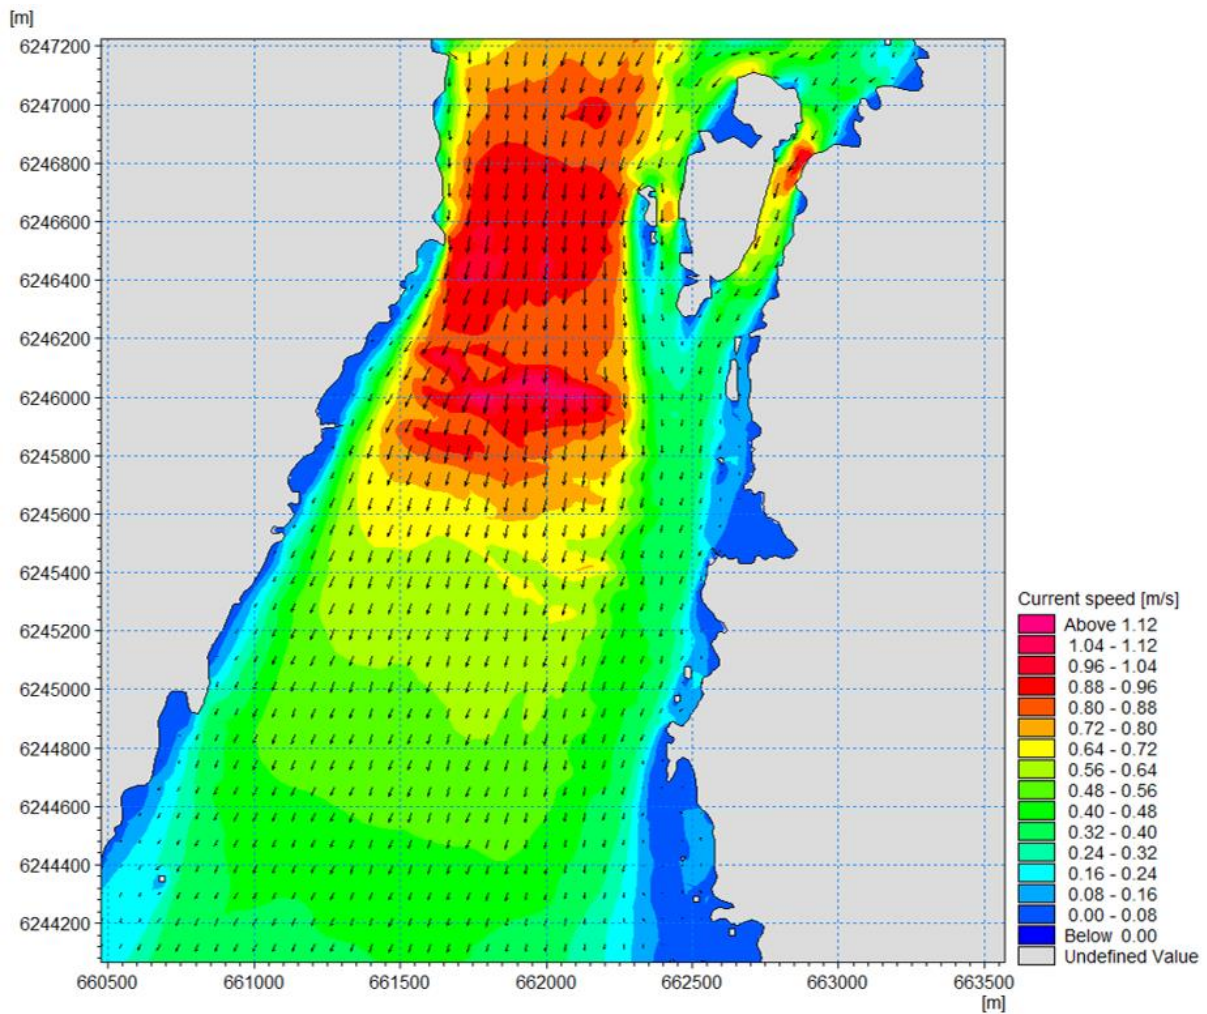 [m]
6247200
6247000
6246800
6246600
6246400
6246200
6246000
6245800
6245600
6245400
6245200
6245000
6244800
6244600
6244400
6244200
660500 661000 661500 662000 662500 663000 663500
[m]
Current speed [m/s]
Above 1.12
1.04 - 1.12
0.96 - 1.04
0.88 - 0.96
0.80 - 0.88
0.72 - 0.80
0.64 - 0.72
0.56 - 0.64
0.48 - 0.56
0.40 - 0.48
0.32 - 0.40
0.24 - 0.32
0.16 - 0.24
0.08 - 0.16
0.00 - 0.08
Below 0.00
Undefined Value